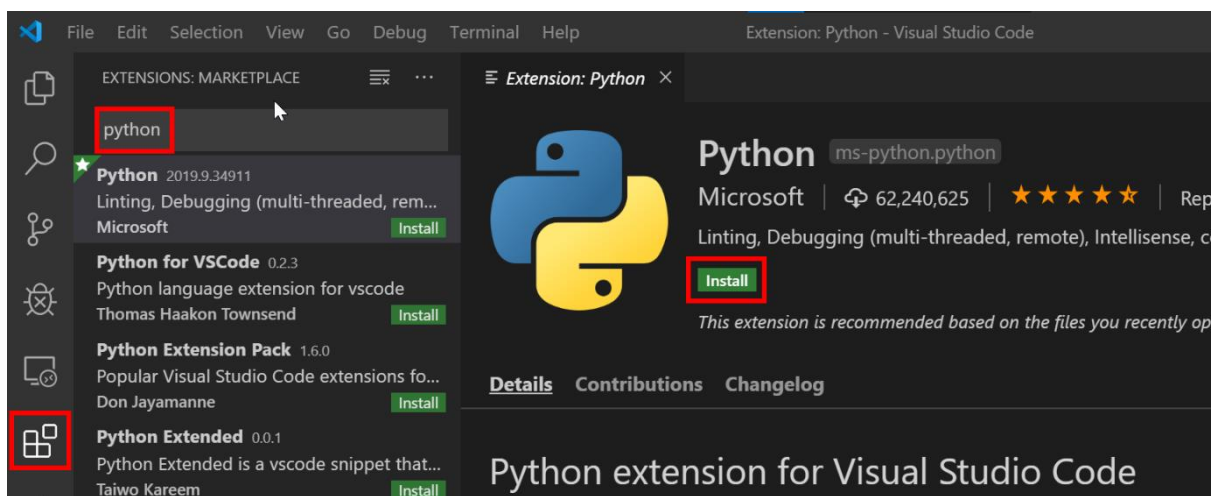 File Edit Selection View Go Debug Terminal Help
Extension: Python - Visual Studio Code
EXTENSIONS: MARKETPLACE
python
Python 2019.9.34911
Linting, Debugging (multi-threaded, rem...
Microsoft Install
Python for VSCode 0.2.3
Python language extension for vscode
Thomas Haakon Townsend Install
Python Extension Pack 1.6.0
Popular Visual Studio Code extensions fo...
Don Jayamanne Install
Python Extended 0.0.1
Python Extended is a vscode snippet that...
Taiwo Kareem Install
Extension: Python
Python ms-python.python
Microsoft 62,240,625 Rep
Linting, Debugging (multi-threaded, remote), Intellisense, c
Install
This extension is recommended based on the files you recently op
Details Contributions Changelog
Python extension for Visual Studio Code